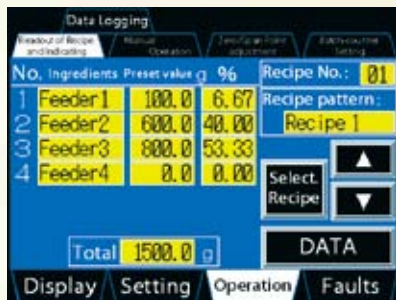 Data Logging
Readout of Recipe and Indicating
Manual Operation
Zero/Span Point adjustment
Batch-counter Setting
No. Ingredients Preset value g % Recipe No.: 01
1 Feeder1 100.0 6.67 Recipe pattern:
2 Feeder2 600.0 40.00 Recipe 1
3 Feeder3 800.0 53.33
4 Feeder4 0.0 0.00
Select Recipe
Total 1500.0 g
DATA
Display Setting Operation Faults